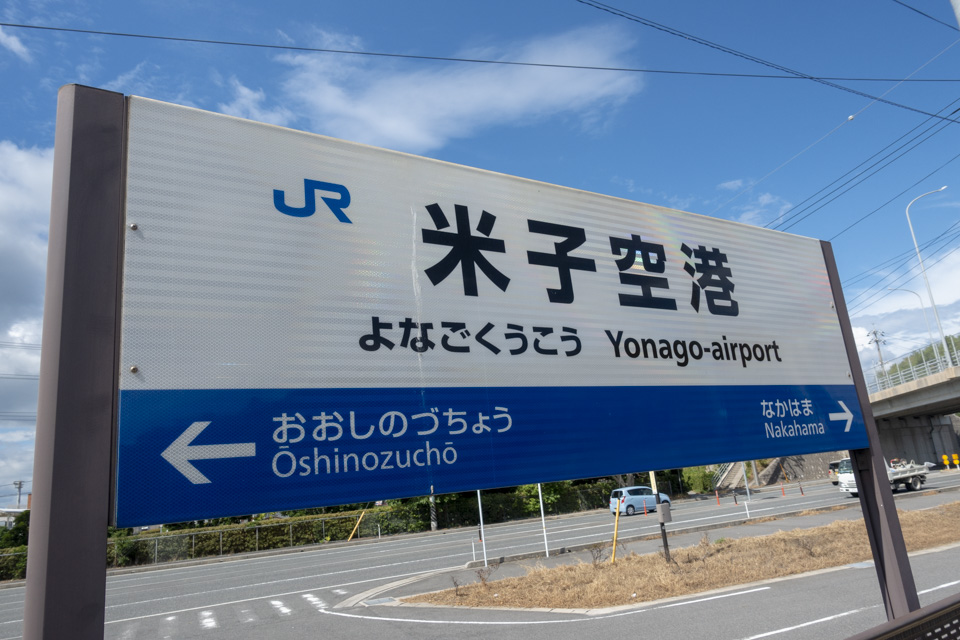 JR
米子空港
よなごくうこう Yonago-airport
おおしのづちょう
Ōshinozuchō
なかはま
Nakahama